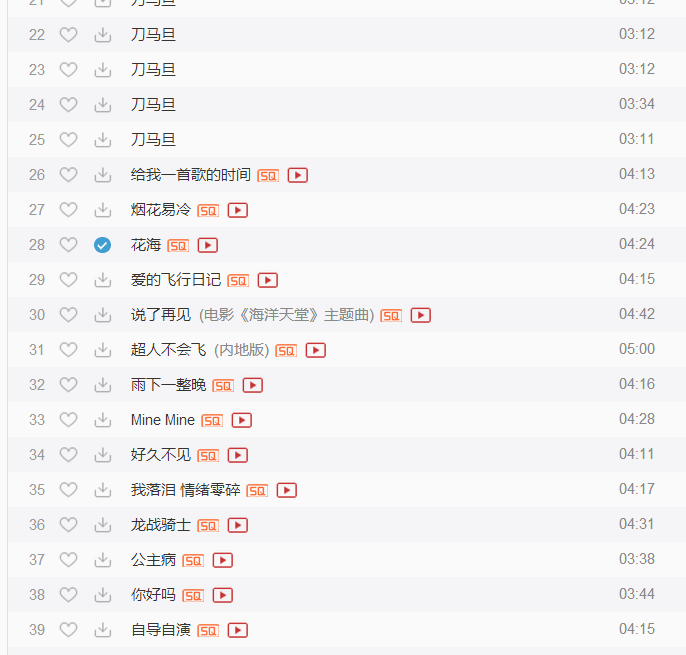 21 刀马旦 03:12
22 刀马旦 03:12
23 刀马旦 03:12
24 刀马旦 03:34
25 刀马旦 03:11
26 给我一首歌的时间 SQ 04:13
27 烟花易冷 SQ 04:23
28 花海 SQ 04:24
29 爱的飞行日记 SQ 04:15
30 说了再见 (电影《海洋天堂》主题曲) SQ 04:42
31 超人不会飞 (内地版) SQ 05:00
32 雨下一整晚 SQ 04:16
33 Mine Mine SQ 04:28
34 好久不见 SQ 04:11
35 我落泪 情绪零碎 SQ 04:17
36 龙战骑士 SQ 04:31
37 公主病 SQ 03:38
38 你好吗 SQ 03:44
39 自导自演 SQ 04:15